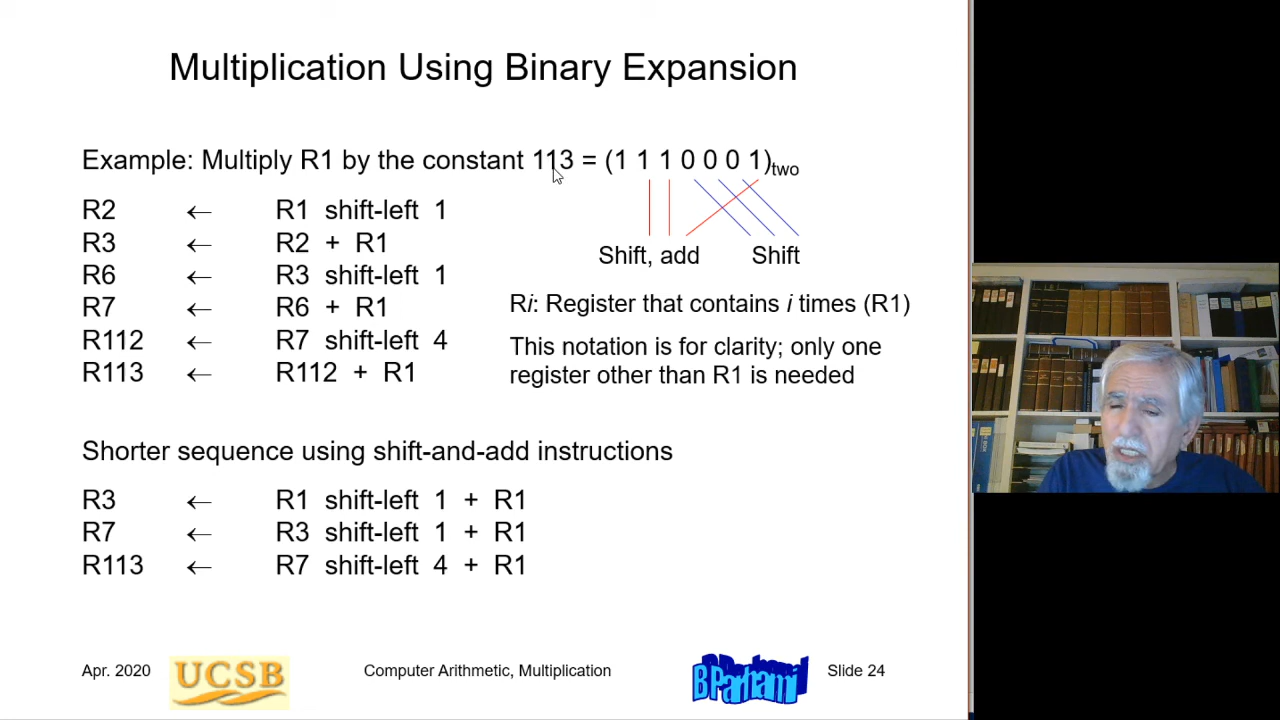 Multiplication Using Binary Expansion
Example: Multiply R1 by the constant 113 = (1 1 1 0 0 0 1)two
R2 ← R1 shift-left 1
R3 ← R2 + R1
R6 ← R3 shift-left 1
R7 ← R6 + R1
R112 ← R7 shift-left 4
R113 ← R112 + R1
Shift, add Shift
Ri: Register that contains i times (R1)
This notation is for clarity; only one
register other than R1 is needed
Shorter sequence using shift-and-add instructions
R3 ← R1 shift-left 1 + R1
R7 ← R3 shift-left 1 + R1
R113 ← R7 shift-left 4 + R1
Apr. 2020 UCSB Computer Arithmetic, Multiplication B Parhami Slide 24